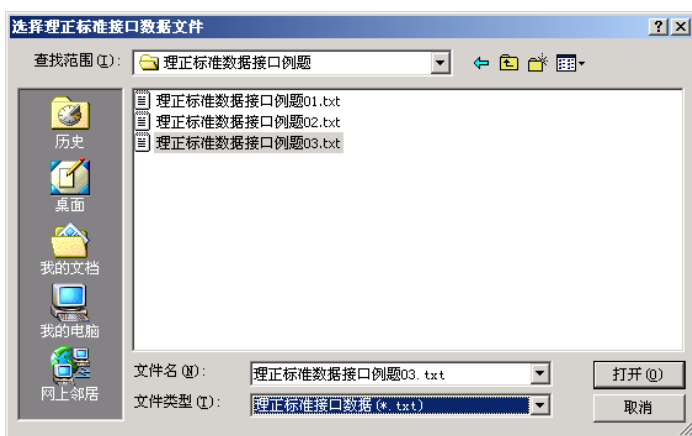 选择理正标准接口数据文件
查找范围(I):
理正标准数据接口例题
理正标准数据接口例题01.txt
理正标准数据接口例题02.txt
理正标准数据接口例题03.txt
历史
桌面
我的文档
我的电脑
网上邻居
文件名(N):
理正标准数据接口例题03.txt
打开(O)
文件类型(T):
理正标准接口数据(*.txt)
取消